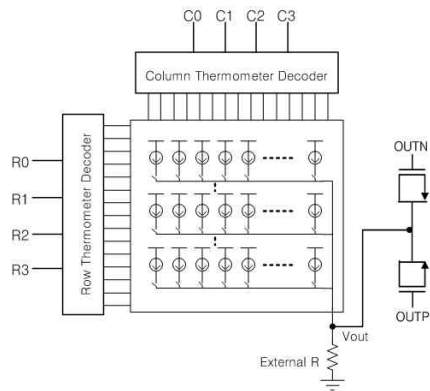 C0 C1 C2 C3
Column Thermometer Decoder
Row Thermometer Decoder
R0
R1
R2
R3
OUTN
OUTP
Vout
External R